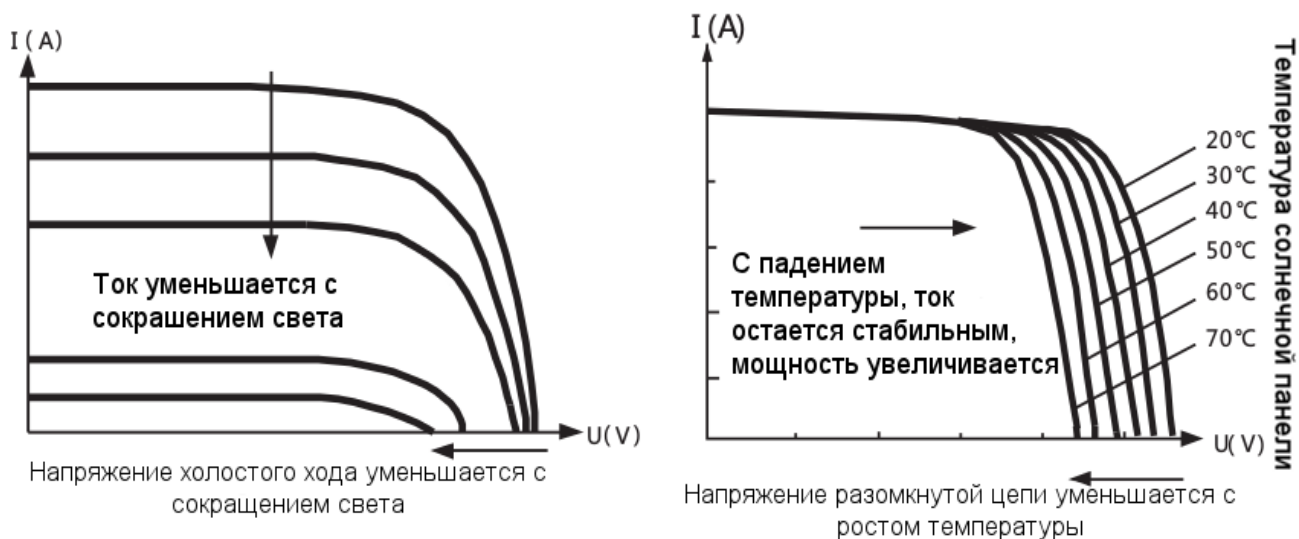 I ( A)
Ток уменьшается с
сокрашением света
U( V)
Напряжение холостого хода уменьшается с
сокращением света
I (A)
20°C
30°C
40°C
50°C
60°C
70°C
Температура солнечной панели
С падением
температуры, ток
остается стабильным,
мощность увеличивается
U( V)
Напряжение разомкнутой цепи уменьшается с
ростом температуры